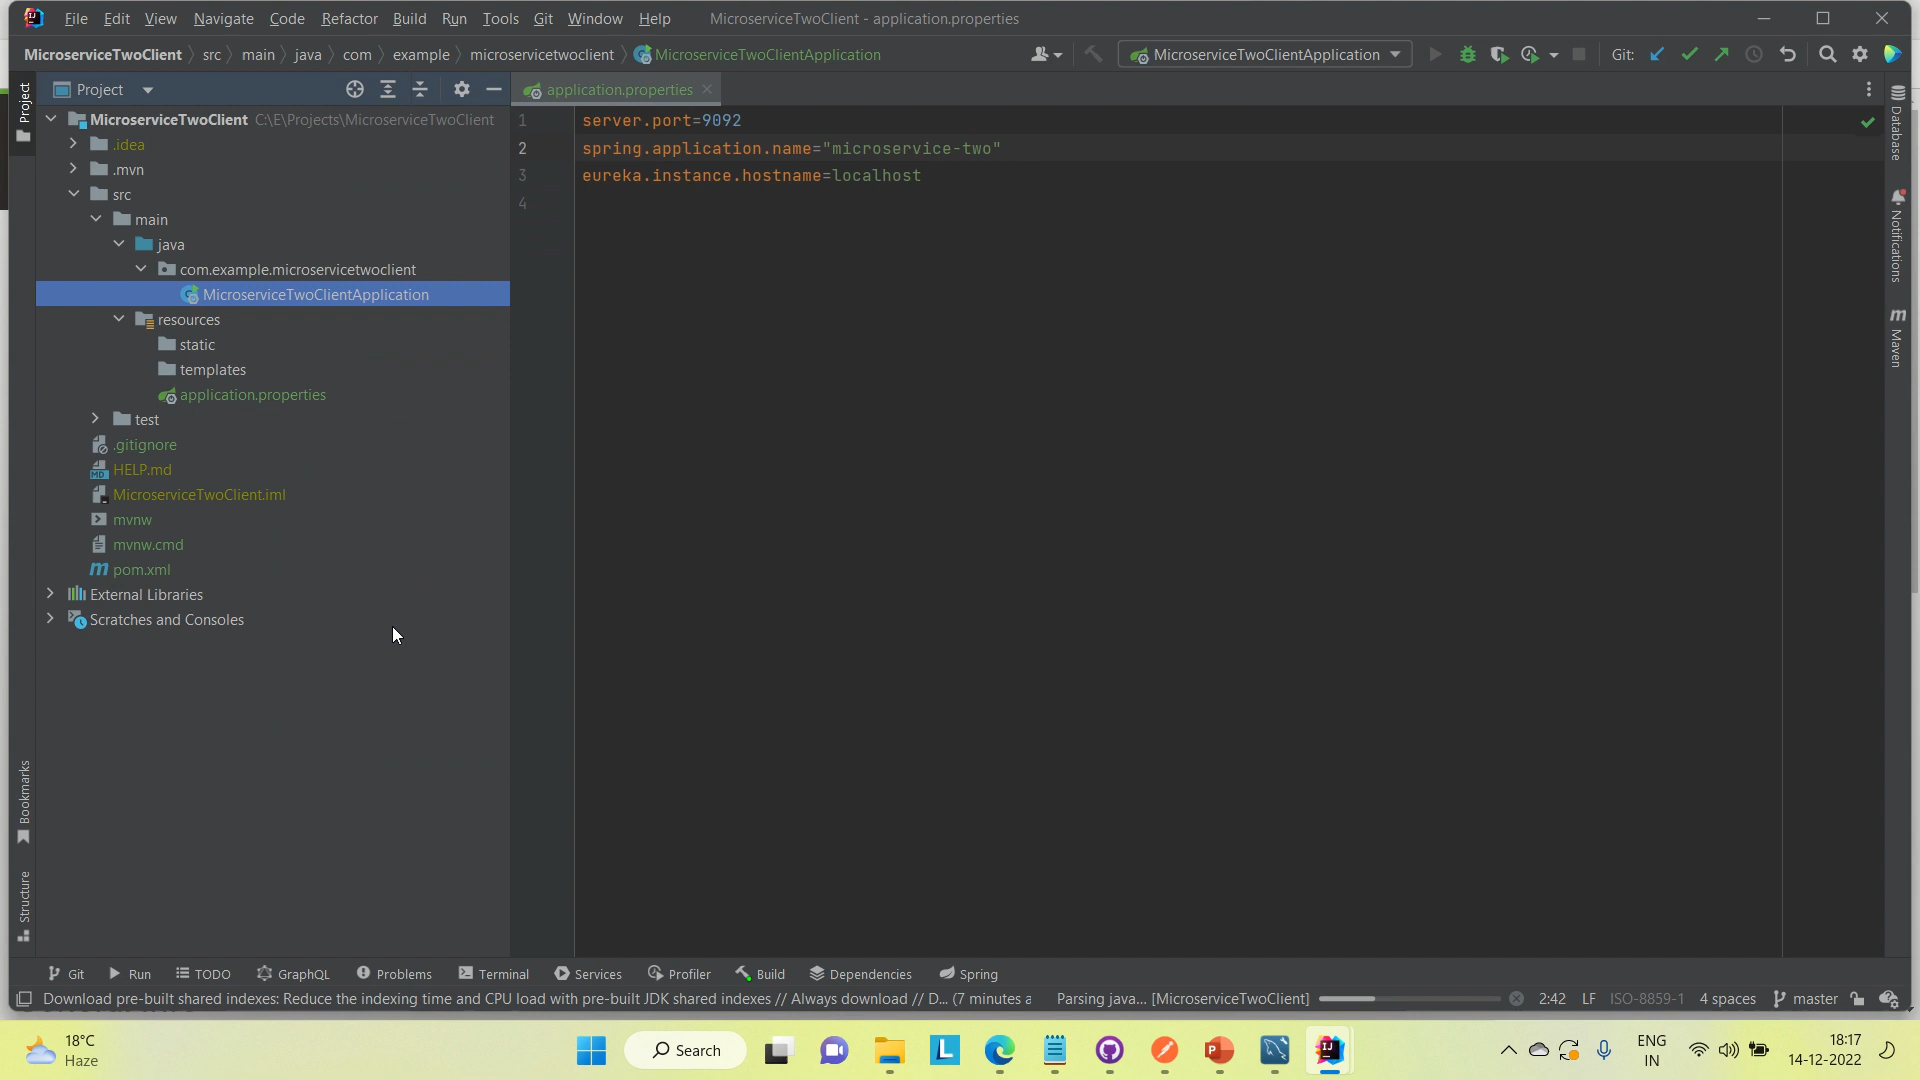 File Edit View Navigate Code Refactor Build Run Tools Git Window Help MicroserviceTwoClient - application.properties
MicroserviceTwoClient src main java com example microservicetwoclient MicroserviceTwoClientApplication MicroserviceTwoClientApplication Git:
Project
application.properties
Project
MicroserviceTwoClient C:\E\Projects\MicroserviceTwoClient
.idea
.mvn
src
main
java
com.example.microservicetwoclient
MicroserviceTwoClientApplication
resources
static
templates
application.properties
test
.gitignore
HELP.md
MicroserviceTwoClient.iml
mvnw
mvnw.cmd
pom.xml
External Libraries
Scratches and Consoles
1 server.port=9092
2 spring.application.name="microservice-two"
3 eureka.instance.hostname=localhost
4
Database
Notifications
Maven
Bookmarks
Structure
Git Run TODO GraphQL Problems Terminal Services Profiler Build Dependencies Spring
Download pre-built shared indexes: Reduce the indexing time and CPU load with pre-built JDK shared indexes // Always download // D... (7 minutes a Parsing java... [MicroserviceTwoClient] 2:42 LF ISO-8859-1 4 spaces master
18°C
Haze
Search
ENG
IN
18:17
14-12-2022